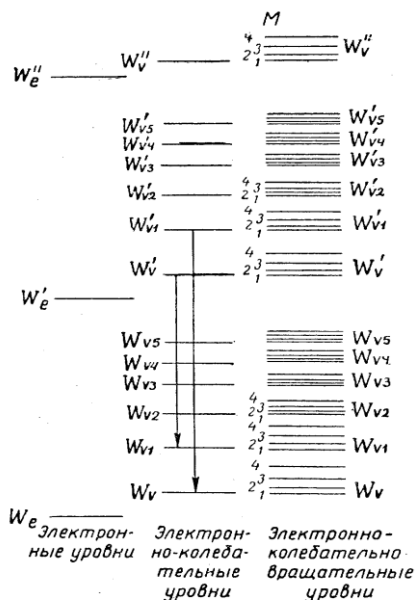 M
W″v 4 3 2 1 W″v
W″e
W′v5 W′v5
W′v4 W′v4
W′v3 W′v3
W′v2 4 3 2 1 W′v2
W′v1 4 3 2 1 W′v1
W′v 4 3 2 1 W′v
W′e
Wv5 Wv5
Wv4 Wv4
Wv3 Wv3
Wv2 4 3 2 1 Wv2
Wv1 4 3 2 1 Wv1
Wv 4 3 2 1 Wv
We
Электрон-
ные уровни
Электрон-
но-колеба-
тельные
уровни
Электронно-
колебательно
вращательные
уровни